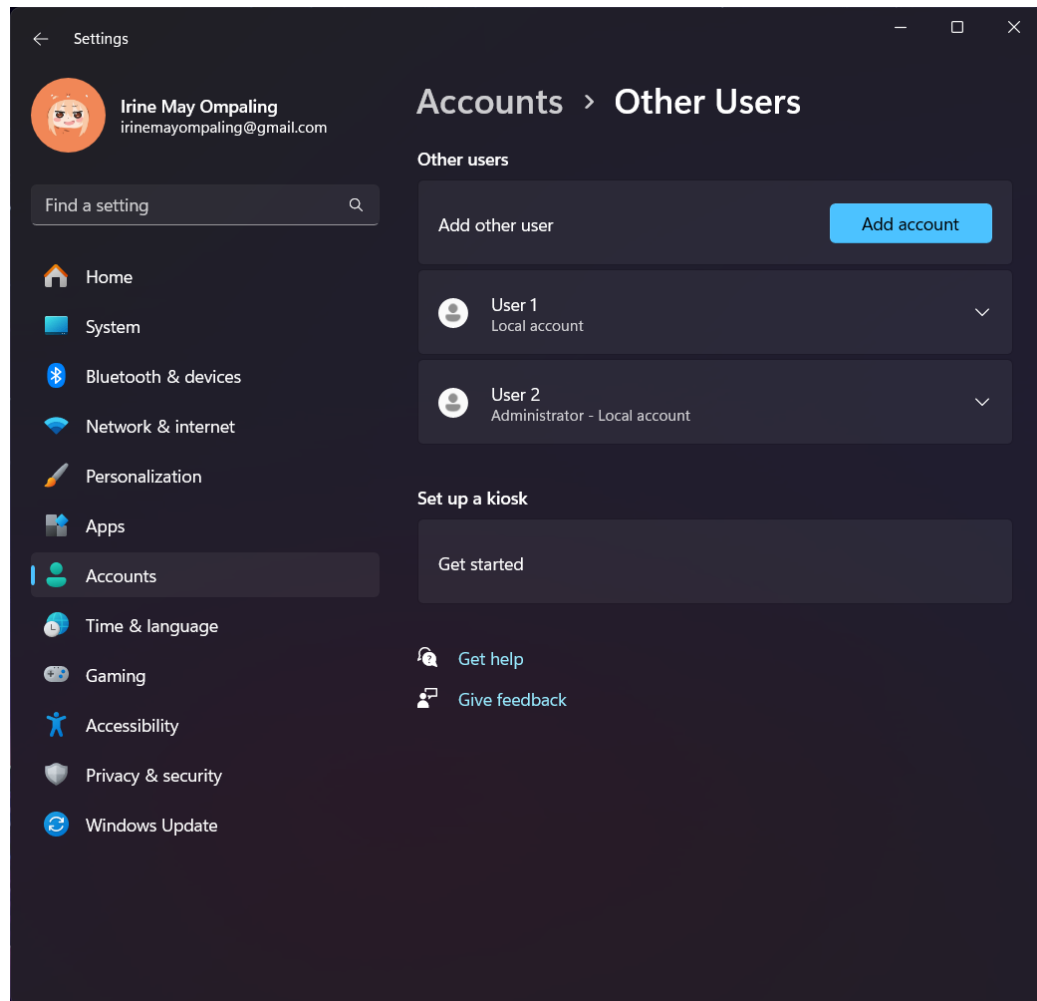 Settings
Irine May Ompaling
irinemayompaling@gmail.com
Find a setting
Home
System
Bluetooth & devices
Network & internet
Personalization
Apps
Accounts
Time & language
Gaming
Accessibility
Privacy & security
Windows Update
Accounts > Other Users
Other users
Add other user
Add account
User 1
Local account
User 2
Administrator - Local account
Set up a kiosk
Get started
Get help
Give feedback